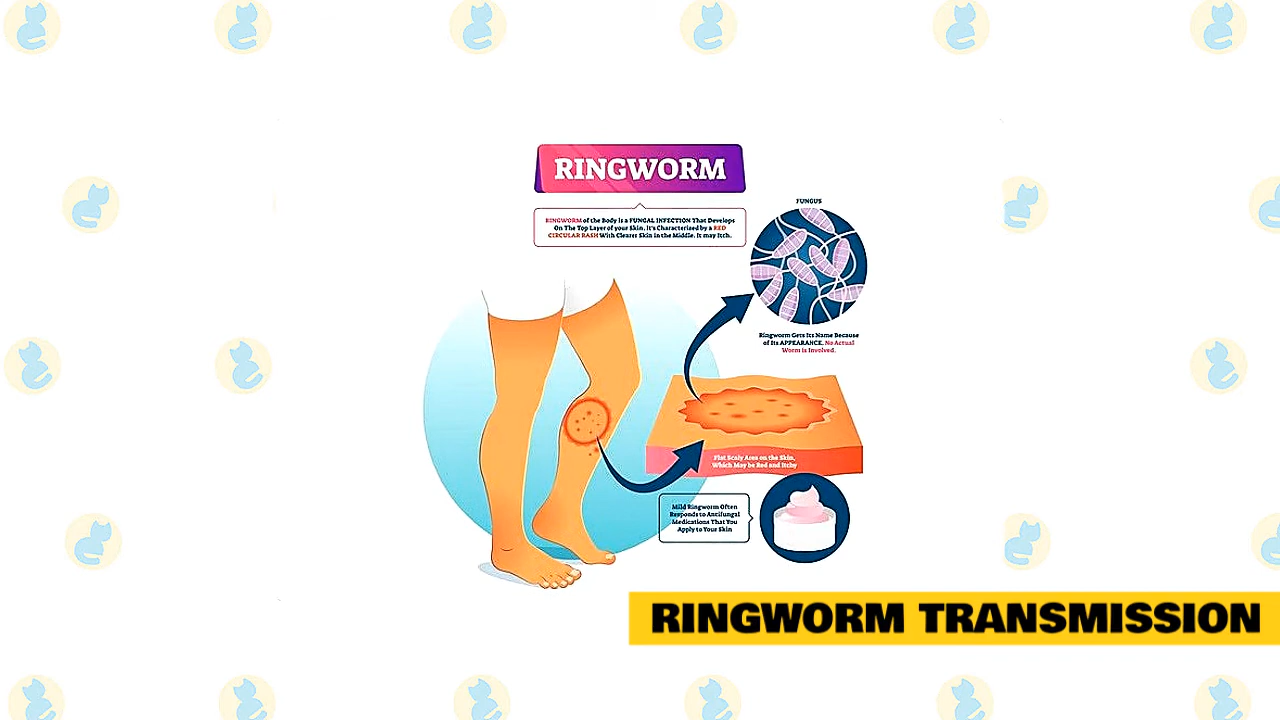 RINGWORM
RINGWORM of the Body is a FUNGAL INFECTION That Develops
On The Top Layer of your Skin. It's Characterized by a RED
CIRCULAR RASH With Clearer Skin in the Middle. It may Itch.
FUNGUS
Ringworm Gets Its Name Because
of Its APPEARANCE. No Actual
Worm is Involved.
Flat Scaly Area on the Skin,
Which May be Red and Itchy
Mild Ringworm Often
Responds to Antifungal
Medications That You
Apply to Your Skin
RINGWORM TRANSMISSION